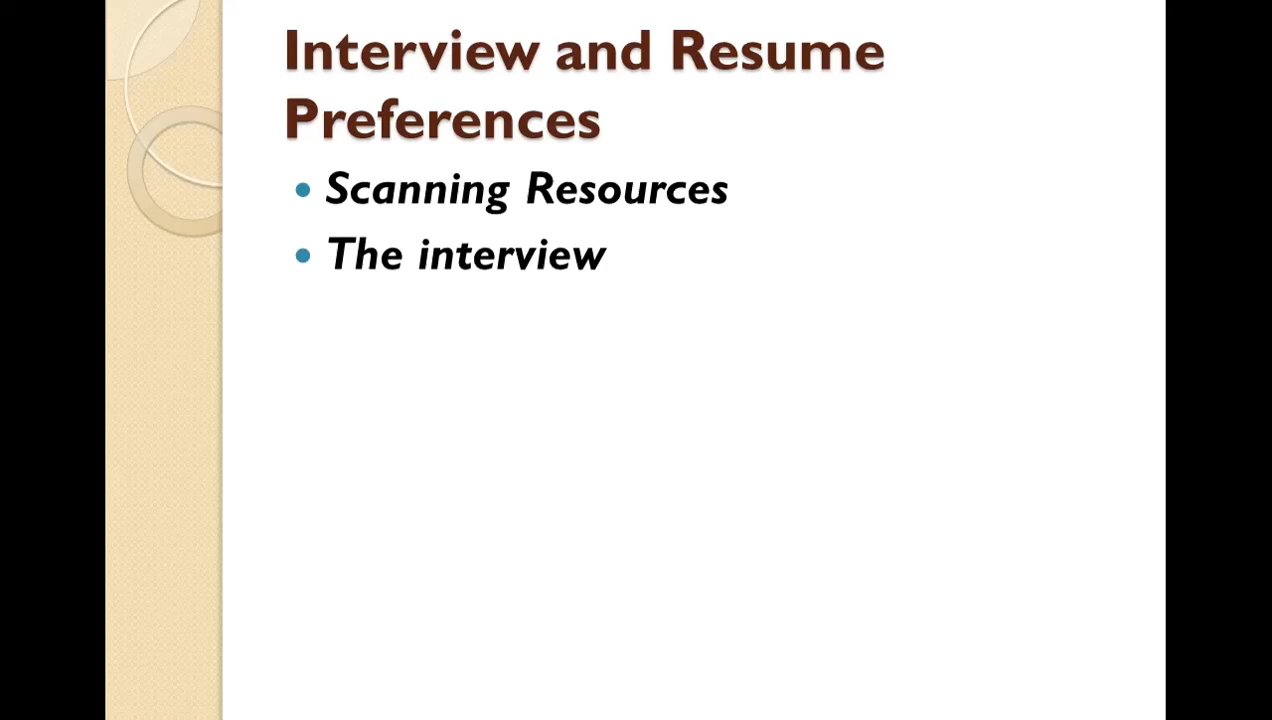 Interview and Resume
Preferences
• Scanning Resources
• The interview